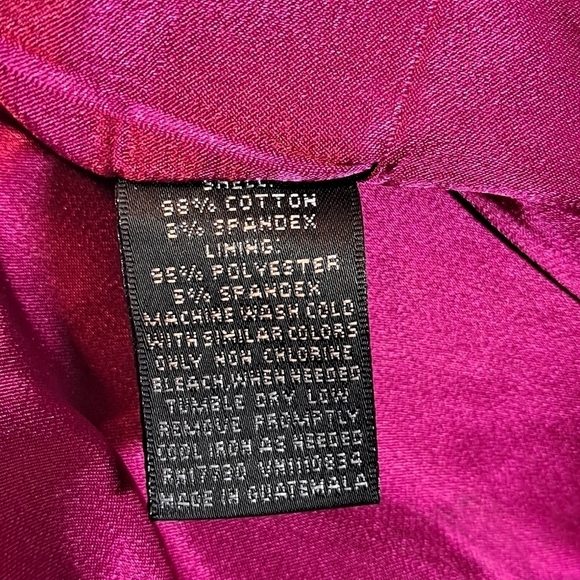 SHELL:
98% COTTON
3% SPANDEX
LINING:
95% POLYESTER
5% SPANDEX
MACHINE WASH COLD
WITH SIMILAR COLORS
ONLY NON CHLORINE
BLEACH, WHEN NEEDED
TUMBLE DRY LOW
REMOVE PROMPTLY
COOL IRON AS NEEDED
RN17730 VN1110834
MADE IN GUATEMALA